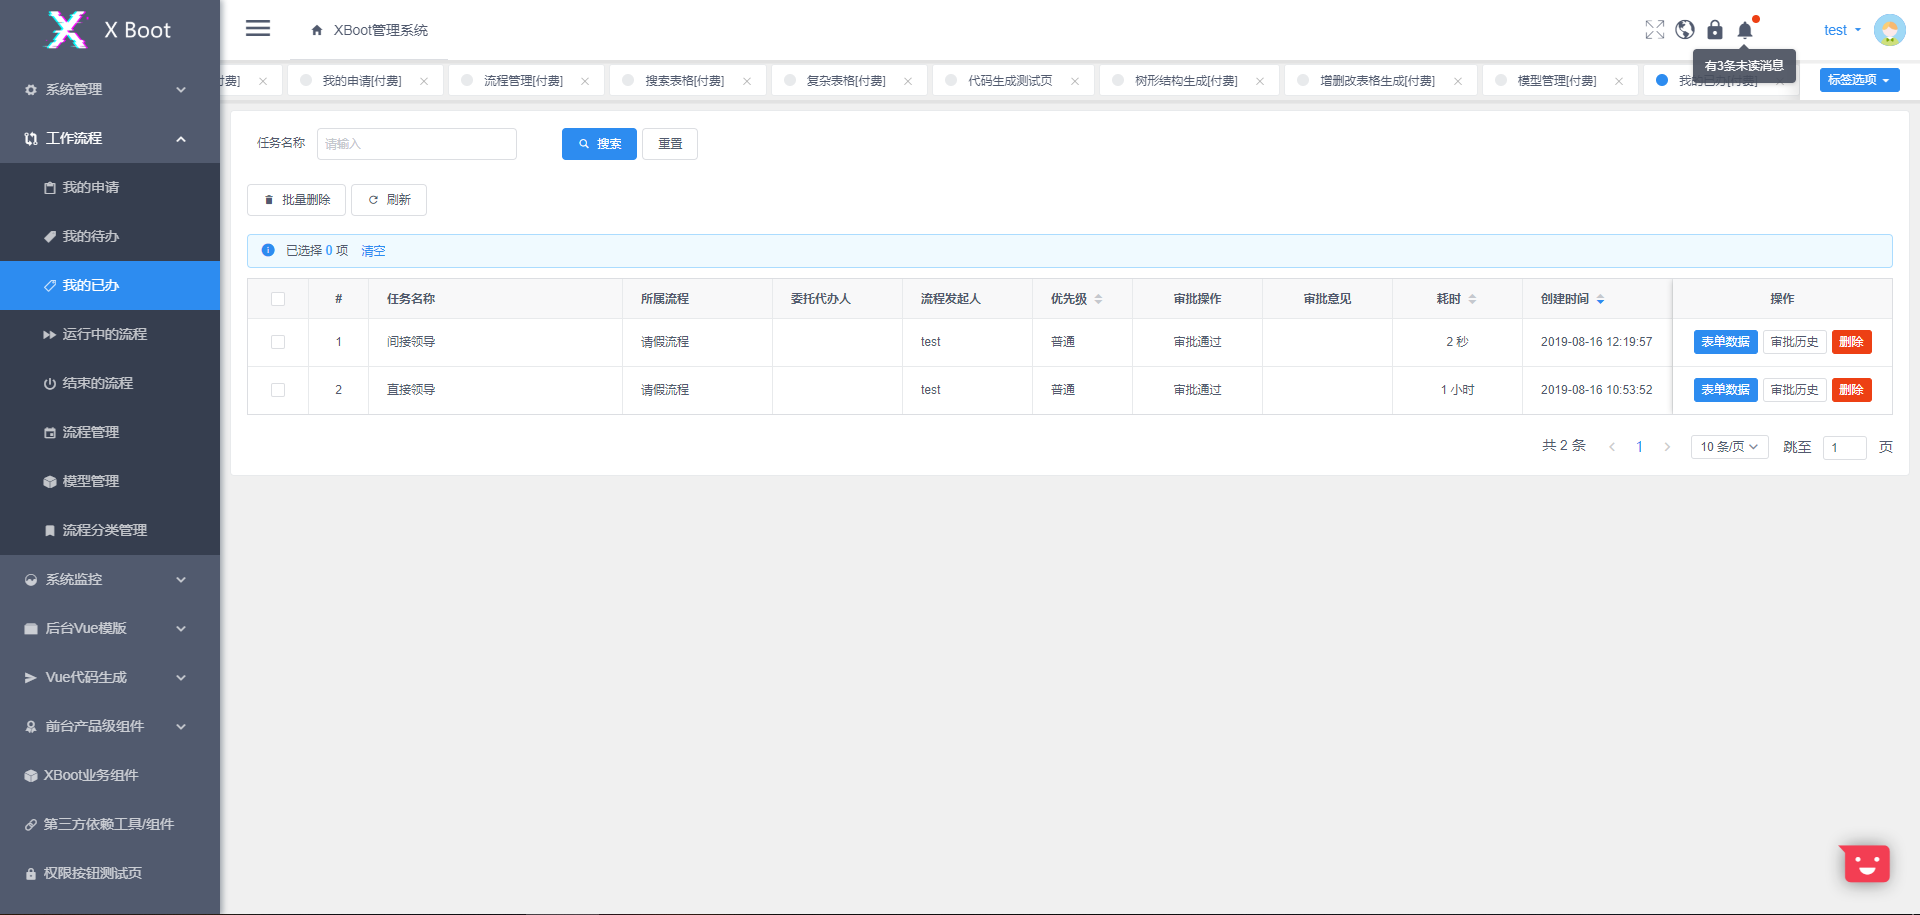 X Boot
XBoot管理系统
有3条未读消息
test
付费]
我的申请[付费]
流程管理[付费]
搜索表格[付费]
复杂表格[付费]
代码生成测试页
树形结构生成[付费]
增删改表格生成[付费]
模型管理[付费]
我的已办[付费]
标签选项
系统管理
工作流程
我的申请
我的待办
我的已办
运行中的流程
结束的流程
流程管理
模型管理
流程分类管理
系统监控
后台Vue模版
Vue代码生成
前台产品级组件
XBoot业务组件
第三方依赖工具/组件
权限按钮测试页
任务名称 请输入 搜索 重置
批量删除 刷新
已选择 0 项 清空
# 任务名称 所属流程 委托代办人 流程发起人 优先级 审批操作 审批意见 耗时 创建时间 操作
1 间接领导 请假流程 test 普通 审批通过 2 秒 2019-08-16 12:19:57 表单数据 审批历史 删除
2 直接领导 请假流程 test 普通 审批通过 1 小时 2019-08-16 10:53:52 表单数据 审批历史 删除
共 2 条 1 10 条/页 跳至 1 页